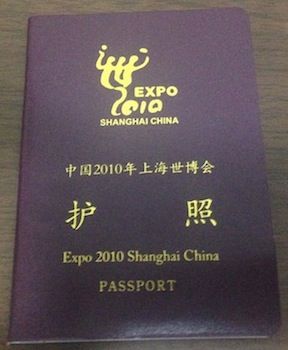 EXPO
2010
SHANGHAI CHINA
中国2010年上海世博会
护 照
Expo 2010 Shanghai China
PASSPORT